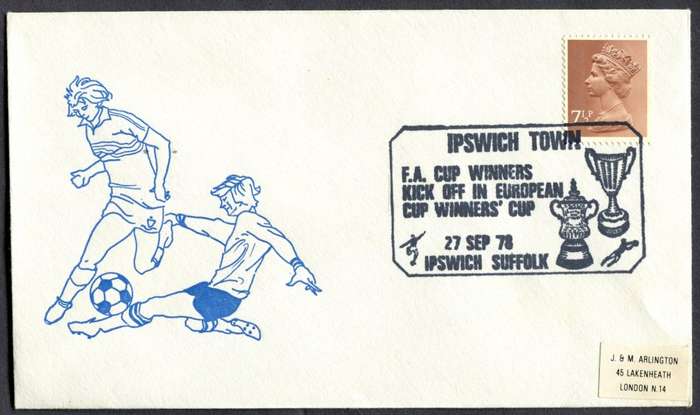 7½P
IPSWICH TOWN
F.A. CUP WINNERS
KICK OFF IN EUROPEAN
CUP WINNERS' CUP
27 SEP 78
IPSWICH SUFFOLK
J. & M. ARLINGTON
45 LAKENHEATH
LONDON N.14